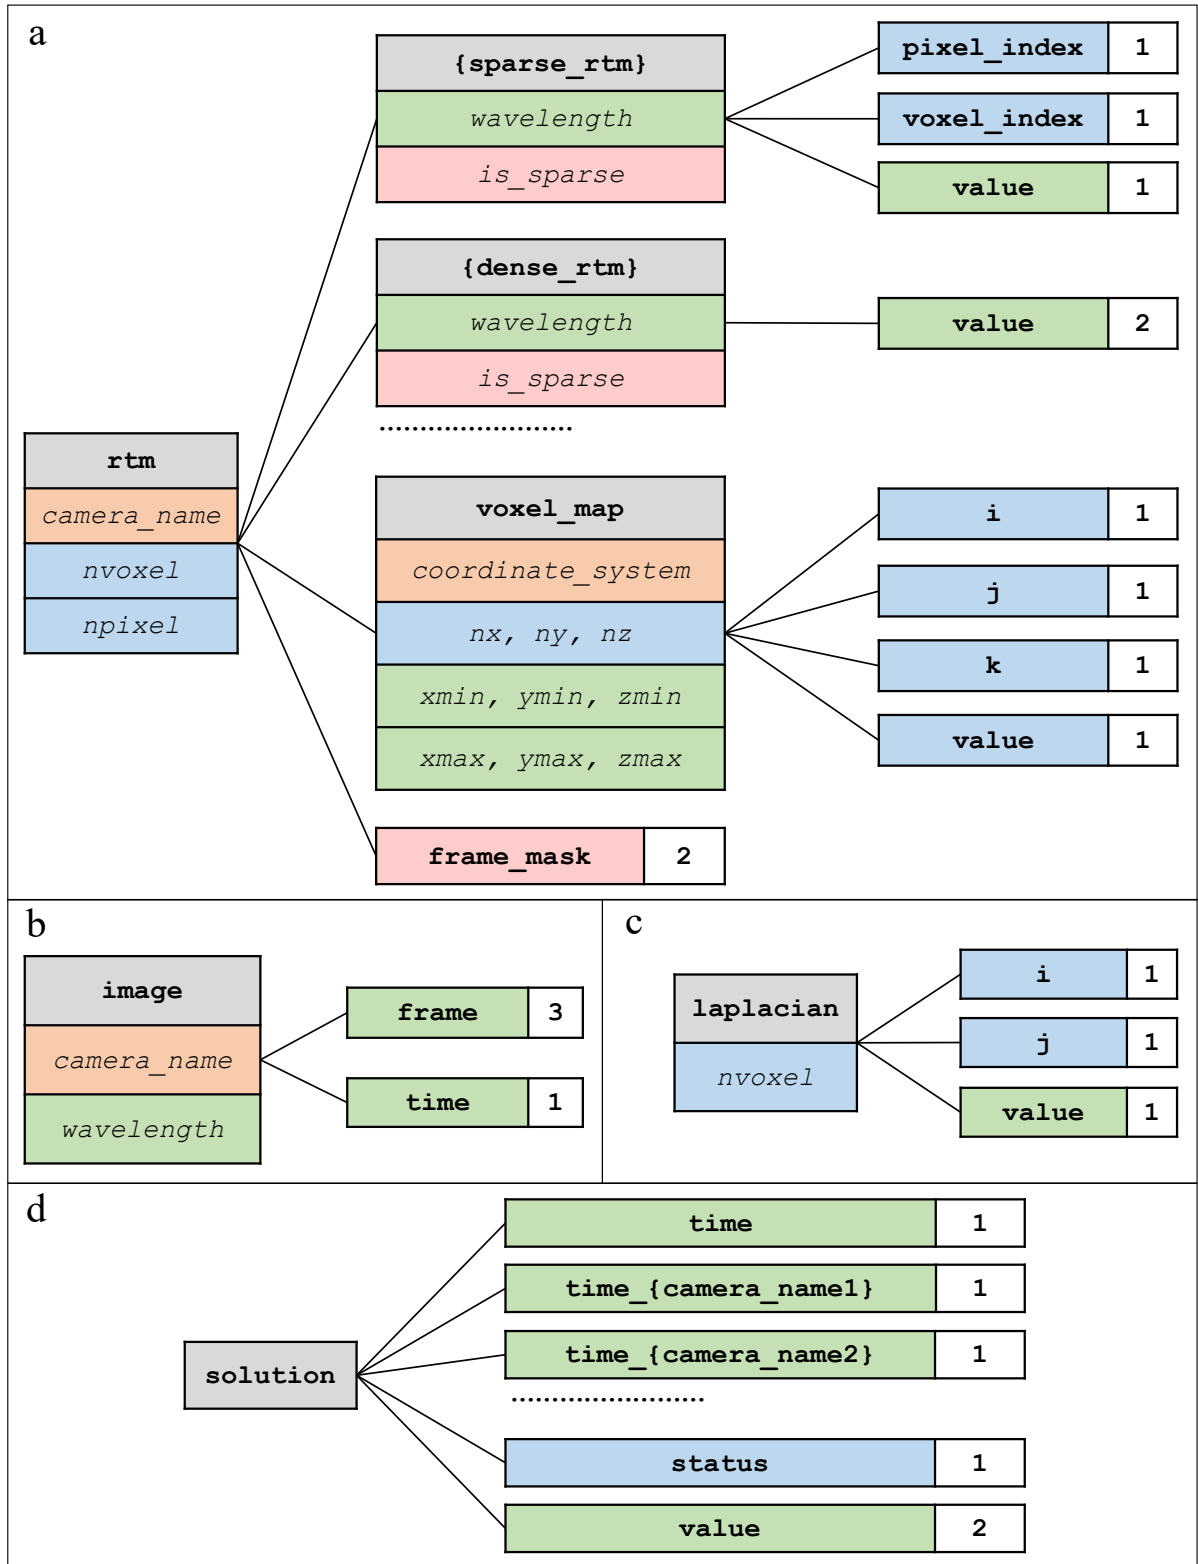 a
{sparse_rtm}
wavelength
is_sparse
pixel_index 1
voxel_index 1
value 1
{dense_rtm}
wavelength
is_sparse
value 2
........................
rtm
camera_name
nvoxel
npixel
voxel_map
coordinate_system
nx, ny, nz
xmin, ymin, zmin
xmax, ymax, zmax
i 1
j 1
k 1
value 1
frame_mask 2
b
image
camera_name
wavelength
frame 3
time 1
c
laplacian
nvoxel
i 1
j 1
value 1
d
solution
time 1
time_{camera_name1} 1
time_{camera_name2} 1
........................
status 1
value 2